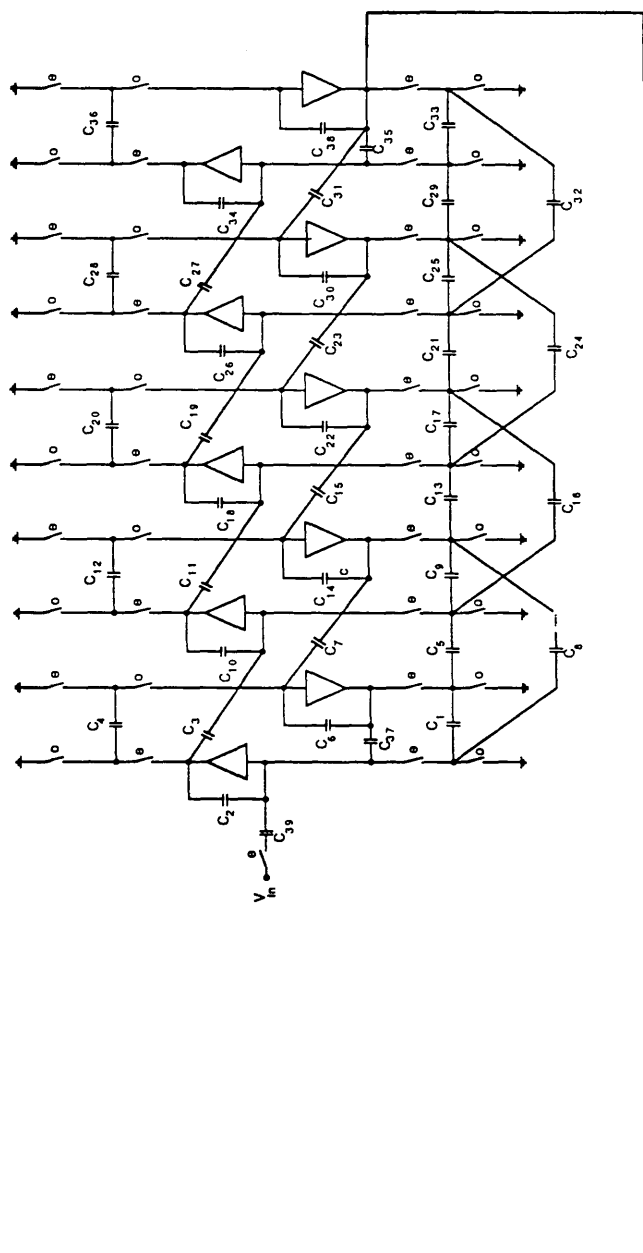 o e o e o e o e o e
C4 C12 C20 C28 C36
e o e o e o e o e o
C3 C11 C19 C27
C2 C10 C18 C26 C34
Vin e C39
C6 C14 C22 C30 C38
C7 C15 C23 C31
c
C37 C35
e e e e e e e e e e
C1 C5 C9 C13 C17 C21 C25 C29 C33
o o o o o o o o o o
C8 C16 C24 C32